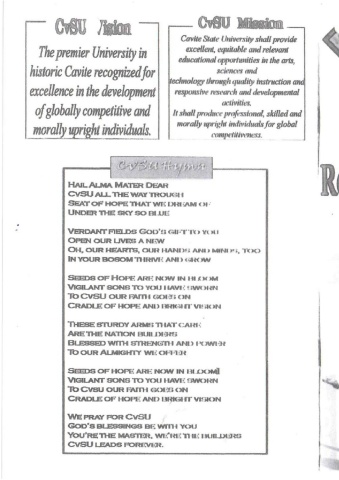 CvSU Vision
The premier University in
historic Cavite recognized for
excellence in the development
of globally competitive and
morally upright individuals.
CvSU Mission
Cavite State University shall provide
excellent, equitable and relevant
educational opportunities in the arts,
sciences and
technology through quality instruction and
responsive research and developmental
activities.
It shall produce professional, skilled and
morally upright individuals for global
competitiveness.
CvSU Hymn
HAIL ALMA MATER DEAR
CVSU ALL THE WAY TROUGH
SEAT OF HOPE THAT WE DREAM OF
UNDER THE SKY SO BLUE
VERDANT FIELDS GOD'S GIFT TO YOU
OPEN OUR LIVES A NEW
OH, OUR HEARTS, OUR HANDS AND MINDS, TOO
IN YOUR BOSOM THRIVE AND GROW
SEEDS OF HOPE ARE NOW IN BLOOM
VIGILANT SONS TO YOU HAVE SWORN
TO CVSU OUR FAITH GOES ON
CRADLE OF HOPE AND BRIGHT VISION
THESE STURDY ARMS THAT CARE
ARE THE NATION BUILDERS
BLESSED WITH STRENGTH AND POWER
TO OUR ALMIGHTY WE OFFER
SEEDS OF HOPE ARE NOW IN BLOOM
VIGILANT SONS TO YOU HAVE SWORN
TO CVSU OUR FAITH GOES ON
CRADLE OF HOPE AND BRIGHT VISION
WE PRAY FOR CVSU
GOD'S BLESSINGS BE WITH YOU
YOU'RE THE MASTER, WE'RE THE BUILDERS
CVSU LEADS FOREVER.